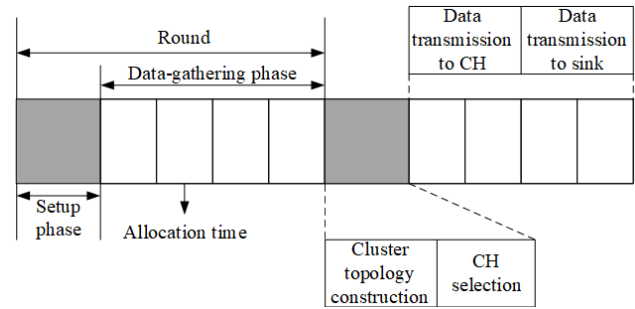 Round
Data-gathering phase
Data
transmission
to CH
Data
transmission
to sink
Setup
phase
Allocation time
Cluster
topology
construction
CH
selection